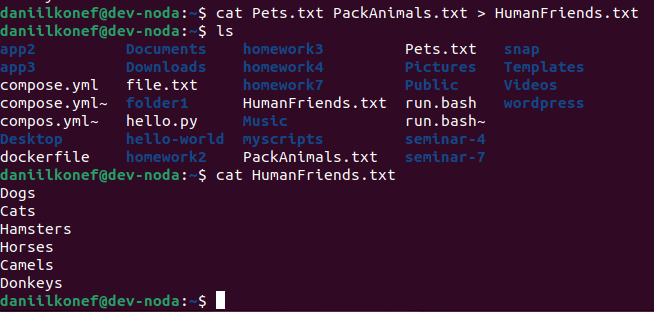 daniilkonef@dev-noda:~$ cat Pets.txt PackAnimals.txt > HumanFriends.txt
daniilkonef@dev-noda:~$ ls
app2 Documents homework3 Pets.txt snap
app3 Downloads homework4 Pictures Templates
compose.yml file.txt homework7 Public Videos
compose.yml~ folder1 HumanFriends.txt run.bash wordpress
compos.yml~ hello.py Music run.bash~
Desktop hello-world myscripts seminar-4
dockerfile homework2 PackAnimals.txt seminar-7
daniilkonef@dev-noda:~$ cat HumanFriends.txt
Dogs
Cats
Hamsters
Horses
Camels
Donkeys
daniilkonef@dev-noda:~$